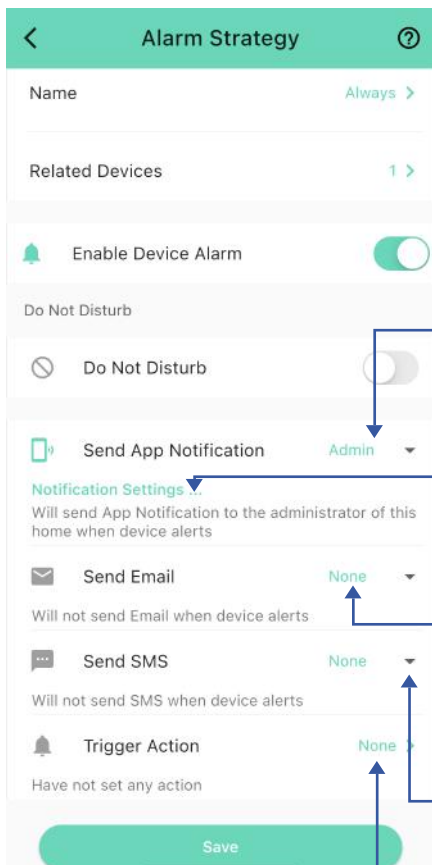 Alarm Strategy
Name Always
Related Devices 1
Enable Device Alarm
Do Not Disturb
Do Not Disturb
Send App Notification Admin
Notification Settings ...
Will send App Notification to the administrator of this
home when device alerts
Send Email None
Will not send Email when device alerts
Send SMS None
Will not send SMS when device alerts
Trigger Action None
Have not set any action
Save